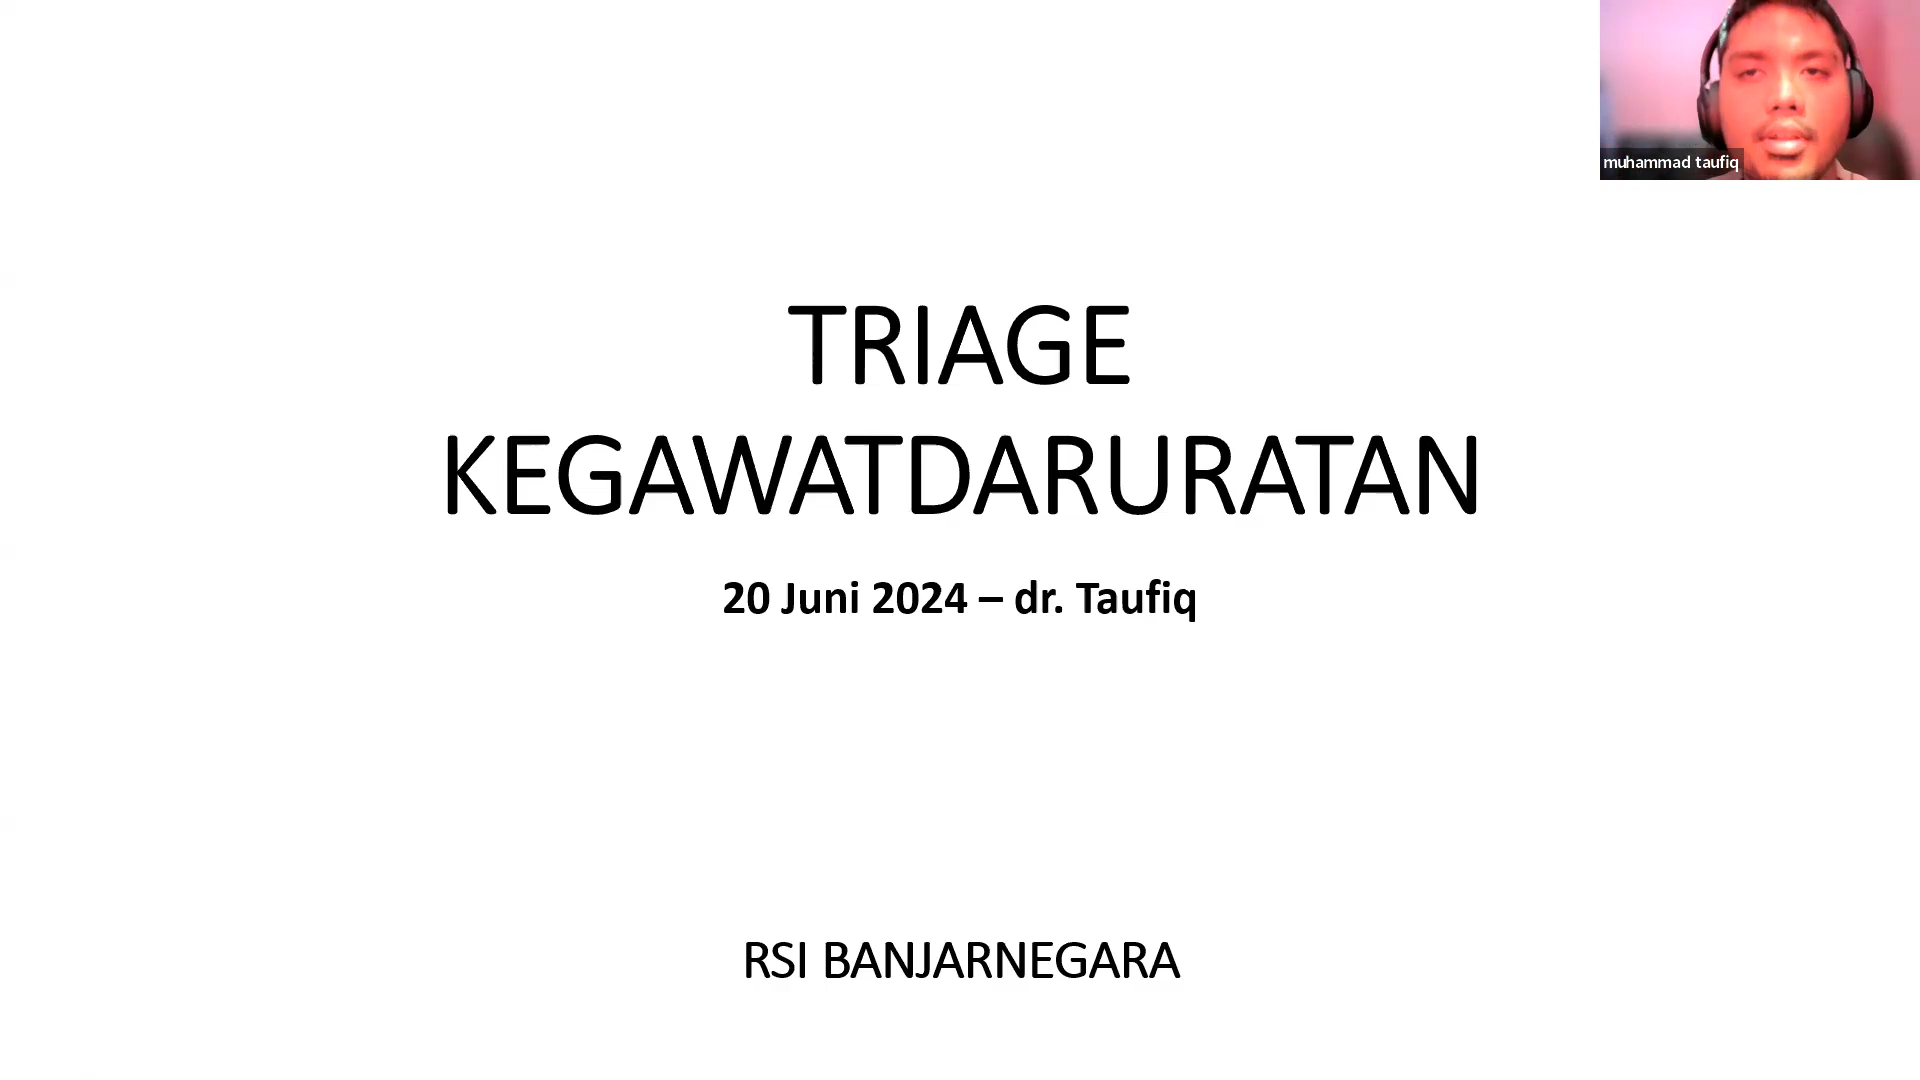 muhammad taufiq
TRIAGE
KEGAWATDARURATAN
20 Juni 2024 – dr. Taufiq
RSI BANJARNEGARA